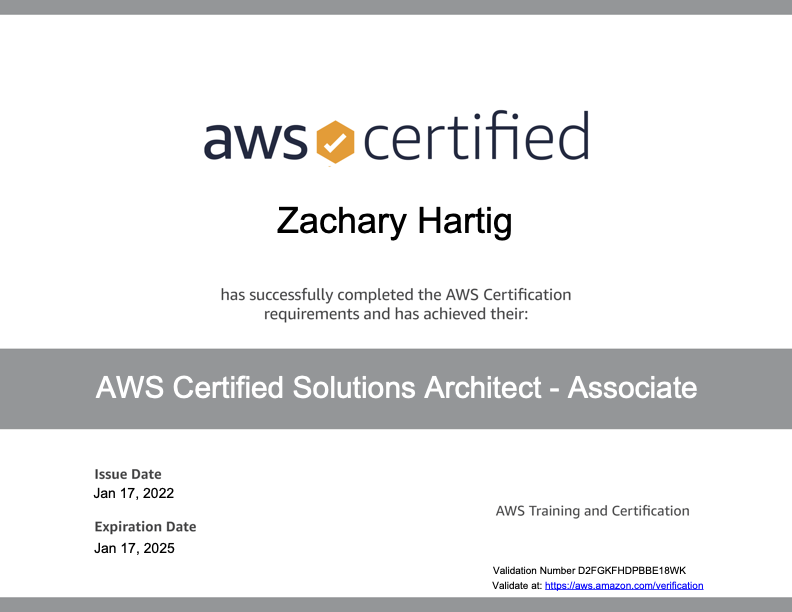 aws certified
Zachary Hartig
has successfully completed the AWS Certification
requirements and has achieved their:
AWS Certified Solutions Architect - Associate
Issue Date
Jan 17, 2022
Expiration Date
Jan 17, 2025
AWS Training and Certification
Validation Number D2FGKFHDPBBE18WK
Validate at: https://aws.amazon.com/verification